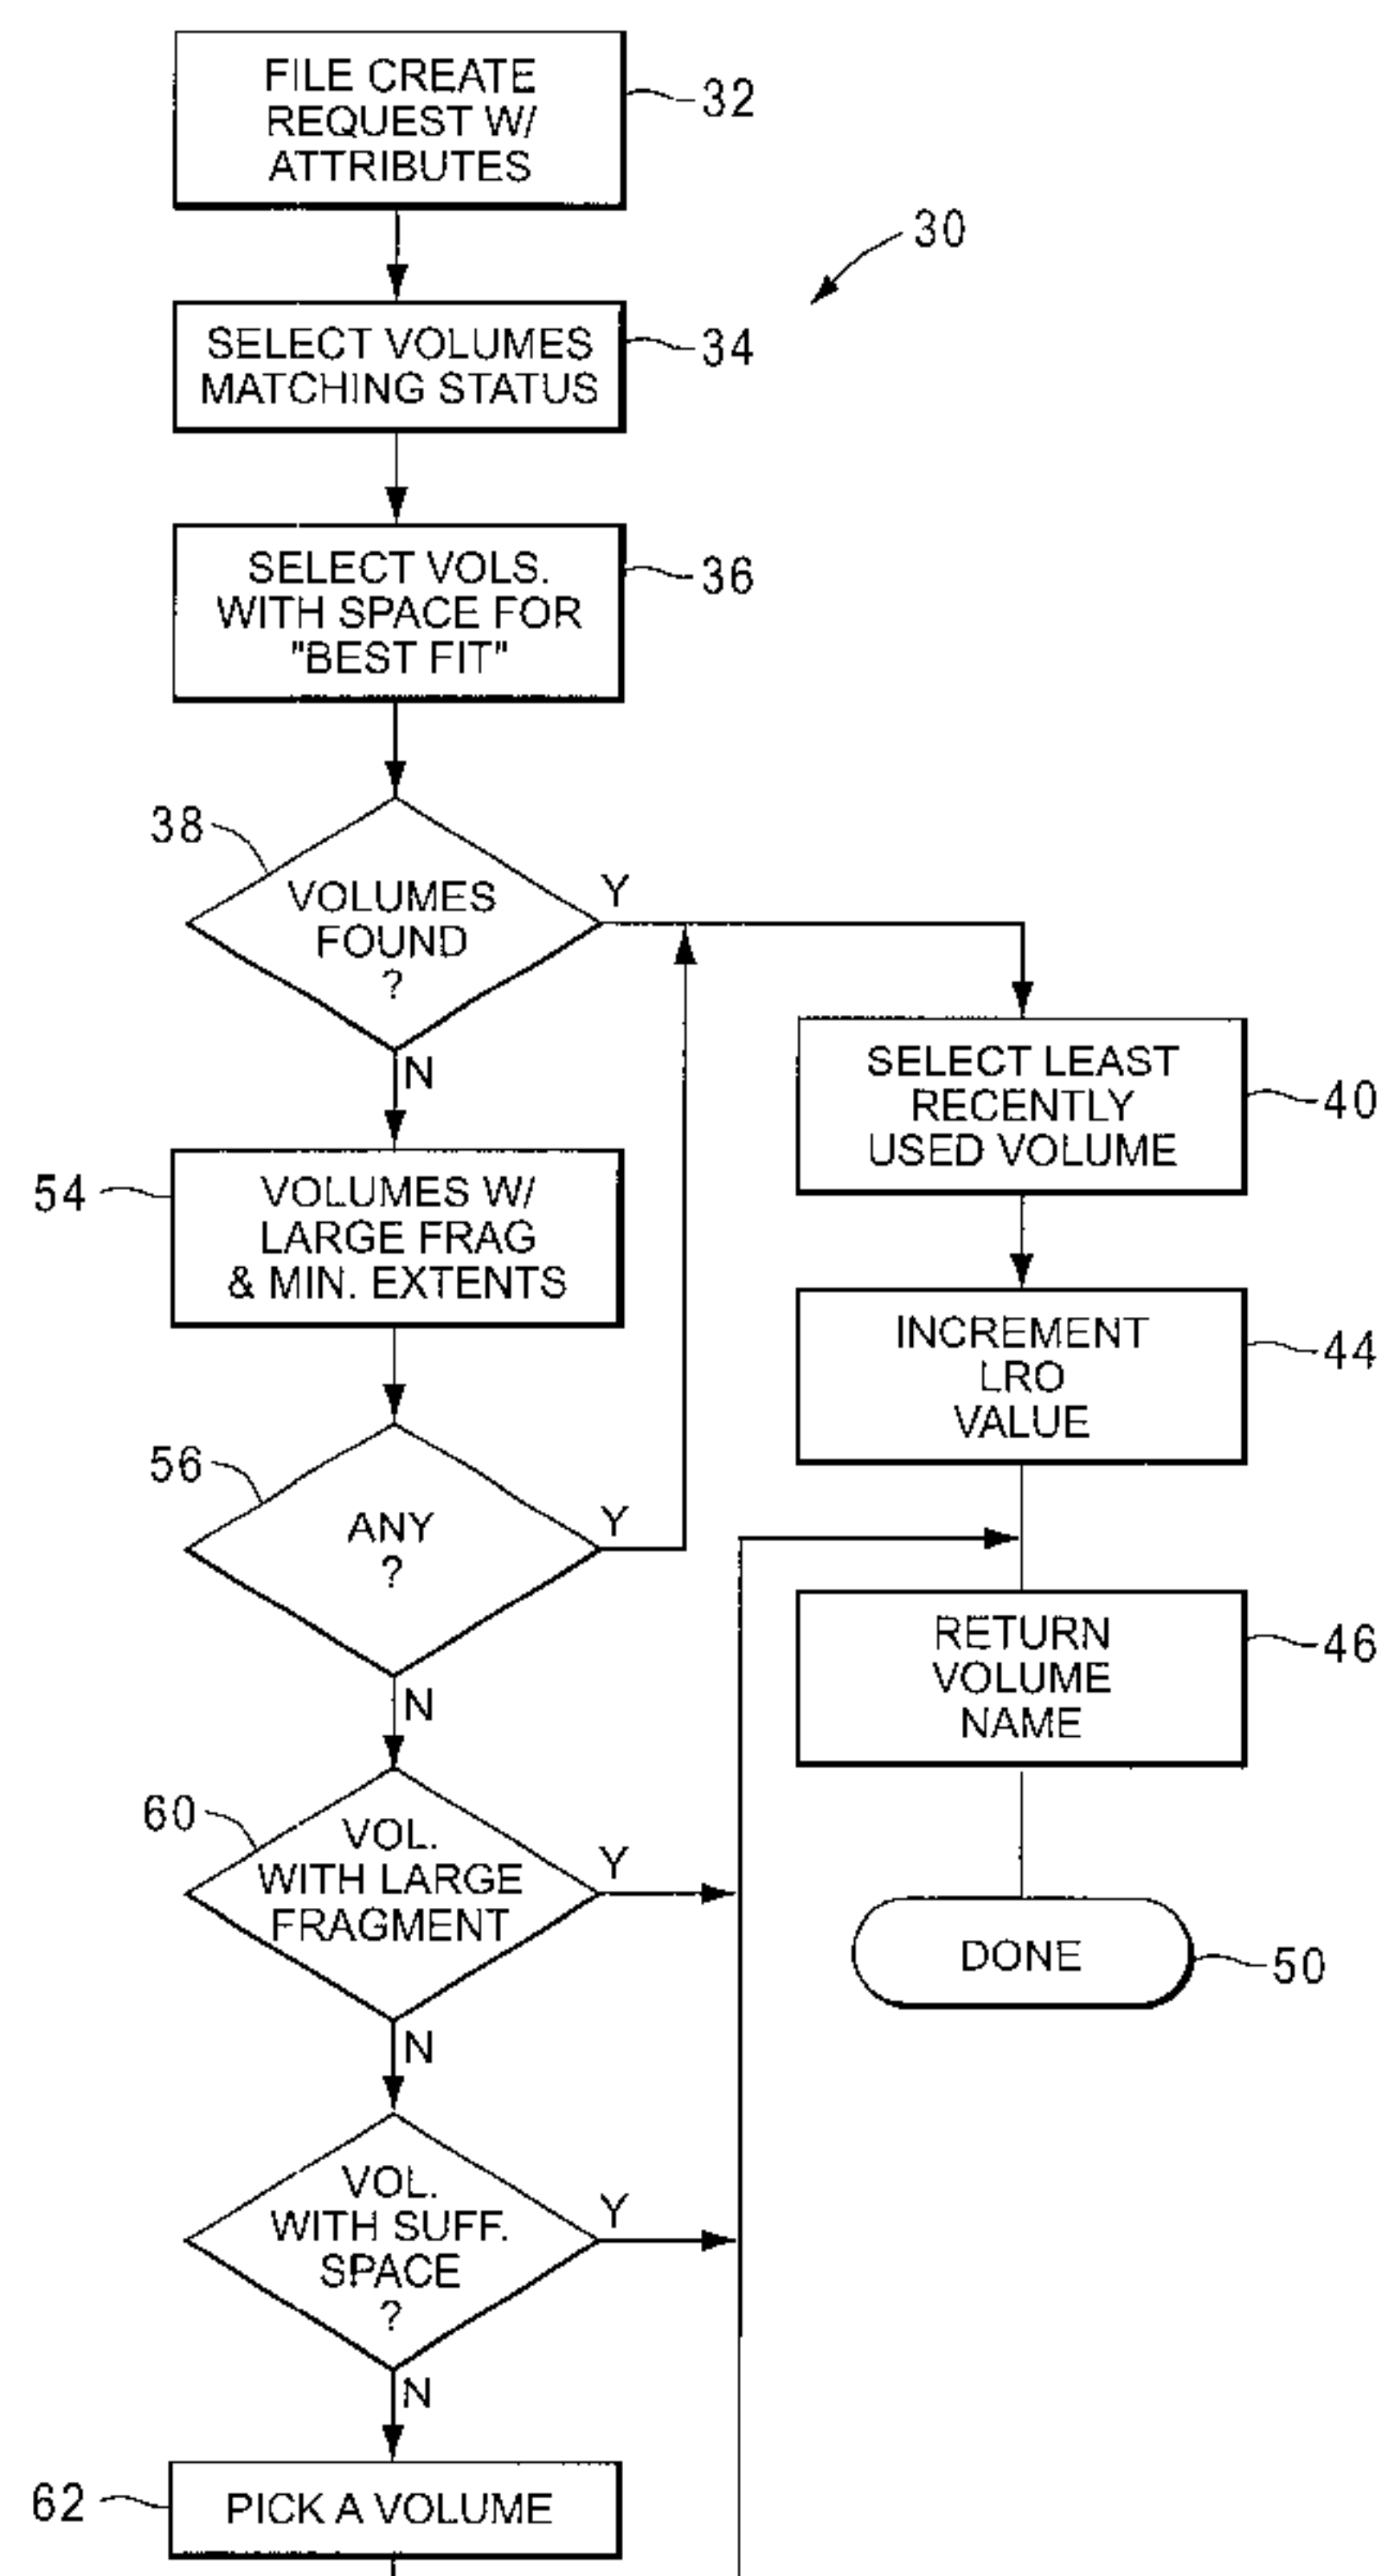 FILE CREATE
REQUEST W/
ATTRIBUTES
32
30
SELECT VOLUMES
MATCHING STATUS
34
SELECT VOLS.
WITH SPACE FOR
"BEST FIT"
36
38
VOLUMES
FOUND
?
Y
N
SELECT LEAST
RECENTLY
USED VOLUME
40
54
VOLUMES W/
LARGE FRAG
& MIN. EXTENTS
INCREMENT
LRO
VALUE
44
56
ANY
?
Y
N
RETURN
VOLUME
NAME
46
60
VOL.
WITH LARGE
FRAGMENT
Y
N
DONE
50
VOL.
WITH SUFF.
SPACE
?
Y
N
62
PICK A VOLUME